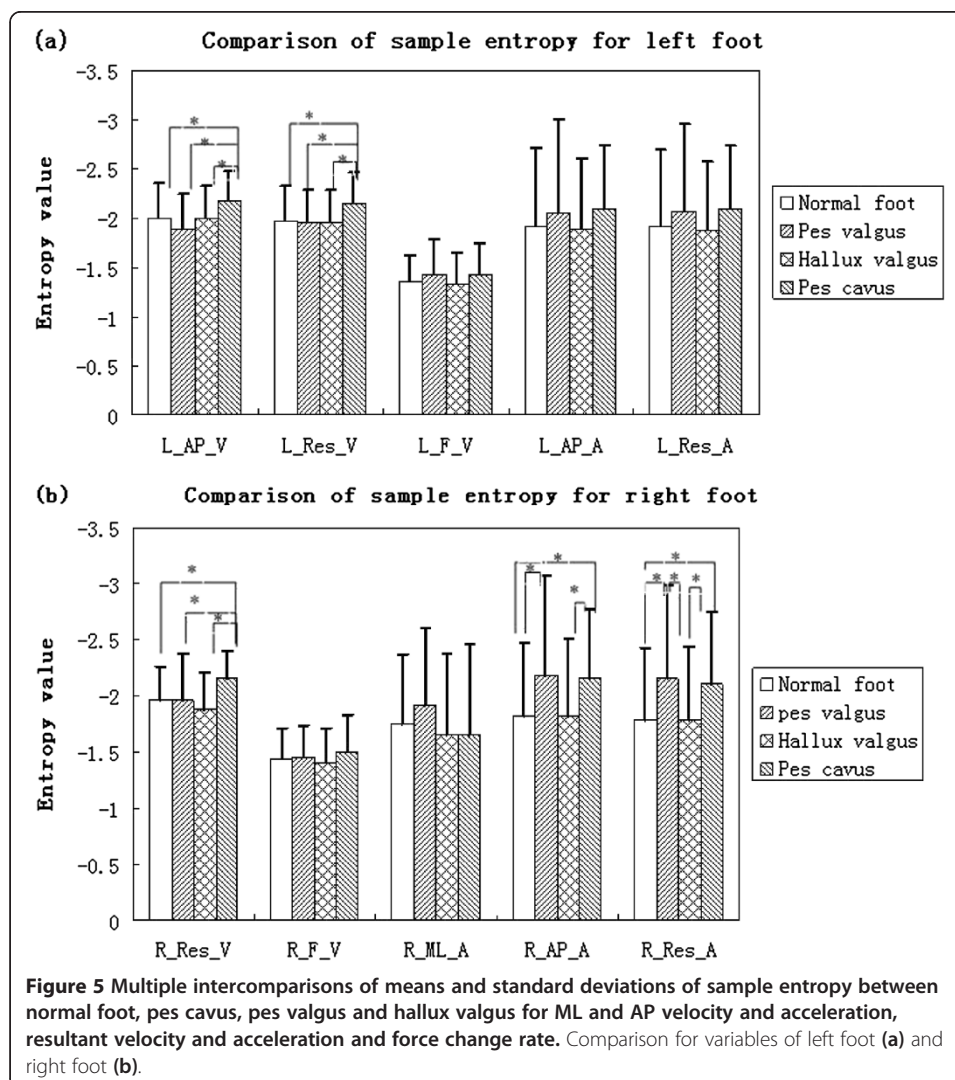 (a) Comparison of sample entropy for left foot
-3.5
-3
-2.5
-2
-1.5
-1
-0.5
0
Entropy value
* * * * * *
L_AP_V L_Res_V L_F_V L_AP_A L_Res_A
Normal foot
Pes valgus
Hallux valgus
Pes cavus
(b) Comparison of sample entropy for right foot
-3.5
-3
-2.5
-2
-1.5
-1
-0.5
0
Entropy value
* * * * * * * * * *
R_Res_V R_F_V R_ML_A R_AP_A R_Res_A
Normal foot
pes valgus
Hallux valgus
Pes cavus
Figure 5 Multiple intercomparisons of means and standard deviations of sample entropy between
normal foot, pes cavus, pes valgus and hallux valgus for ML and AP velocity and acceleration,
resultant velocity and acceleration and force change rate. Comparison for variables of left foot (a) and
right foot (b).